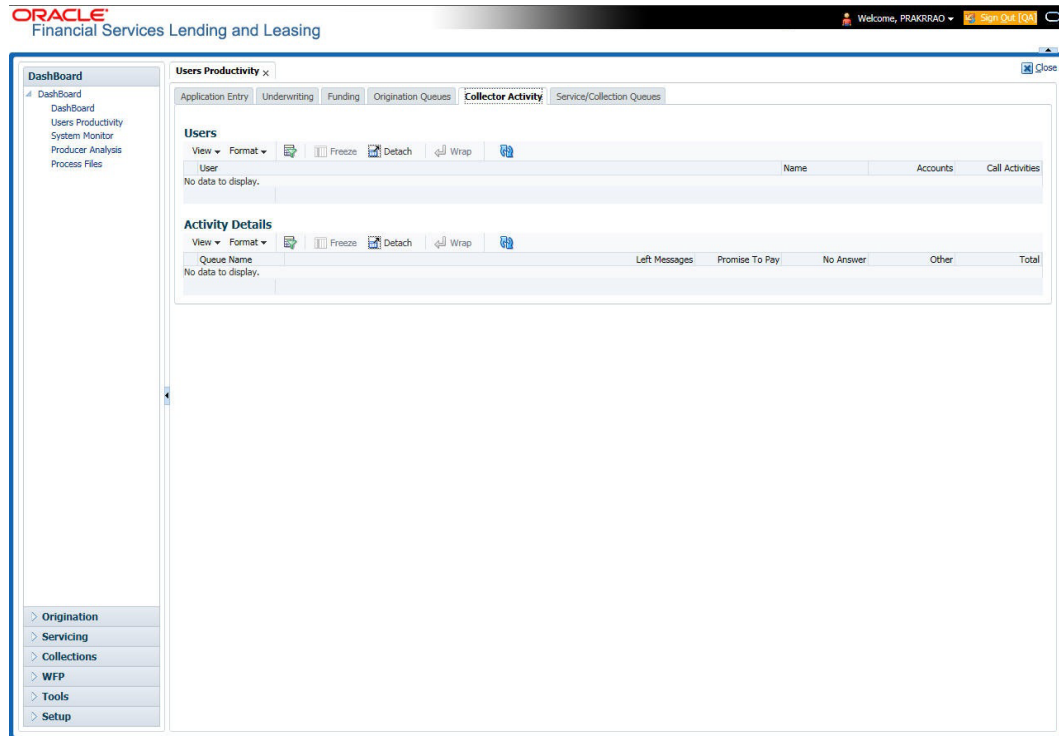 ORACLE
Financial Services Lending and Leasing
Welcome, PRAKRRAO
Sign Out [QA]
DashBoard
DashBoard
DashBoard
Users Productivity
System Monitor
Producer Analysis
Process Files
Origination
Servicing
Collections
WFP
Tools
Setup
Users Productivity
Close
Application Entry Underwriting Funding Origination Queues Collector Activity Service/Collection Queues
Users
View Format Freeze Detach Wrap
User Name Accounts Call Activities
No data to display.
Activity Details
View Format Freeze Detach Wrap
Queue Name Left Messages Promise To Pay No Answer Other Total
No data to display.